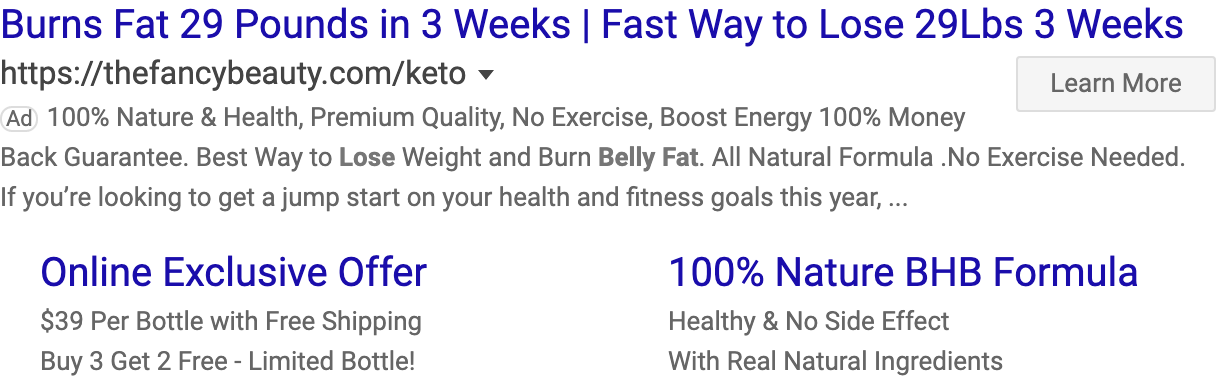 Burns Fat 29 Pounds in 3 Weeks | Fast Way to Lose 29Lbs 3 Weeks
https://thefancybeauty.com/keto
Learn More
Ad 100% Nature & Health, Premium Quality, No Exercise, Boost Energy 100% Money
Back Guarantee. Best Way to Lose Weight and Burn Belly Fat. All Natural Formula .No Exercise Needed.
If you’re looking to get a jump start on your health and fitness goals this year, ...
Online Exclusive Offer
$39 Per Bottle with Free Shipping
Buy 3 Get 2 Free - Limited Bottle!
100% Nature BHB Formula
Healthy & No Side Effect
With Real Natural Ingredients